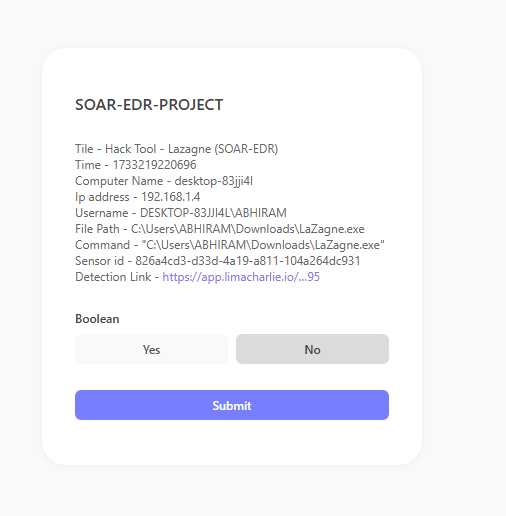 SOAR-EDR-PROJECT
Tile - Hack Tool - Lazagne (SOAR-EDR)
Time - 1733219220696
Computer Name - desktop-83jji4l
Ip address - 192.168.1.4
Username - DESKTOP-83JJI4L\ABHIRAM
File Path - C:\Users\ABHIRAM\Downloads\LaZagne.exe
Command - "C:\Users\ABHIRAM\Downloads\LaZagne.exe"
Sensor id - 826a4cd3-d33d-4a19-a811-104a264dc931
Detection Link - https://app.limacharlie.io/...95
Boolean
Yes No
Submit